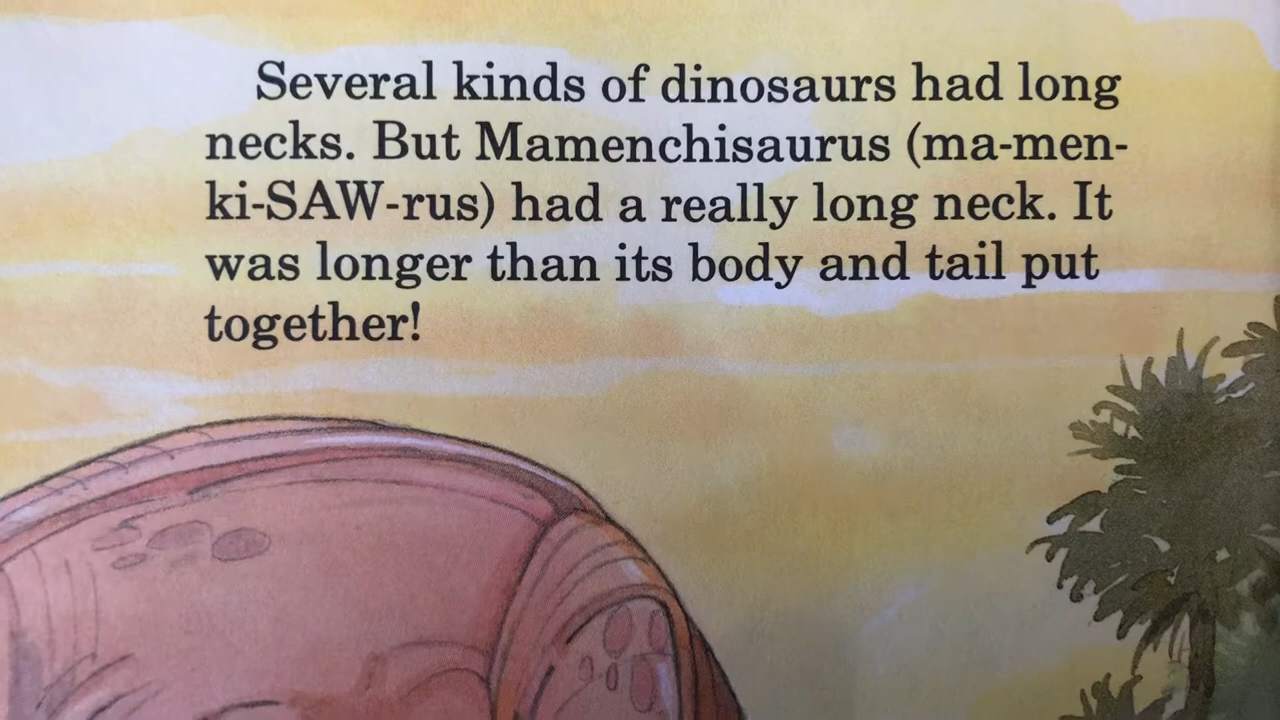 Several kinds of dinosaurs had long
necks. But Mamenchisaurus (ma-men-
ki-SAW-rus) had a really long neck. It
was longer than its body and tail put
together!